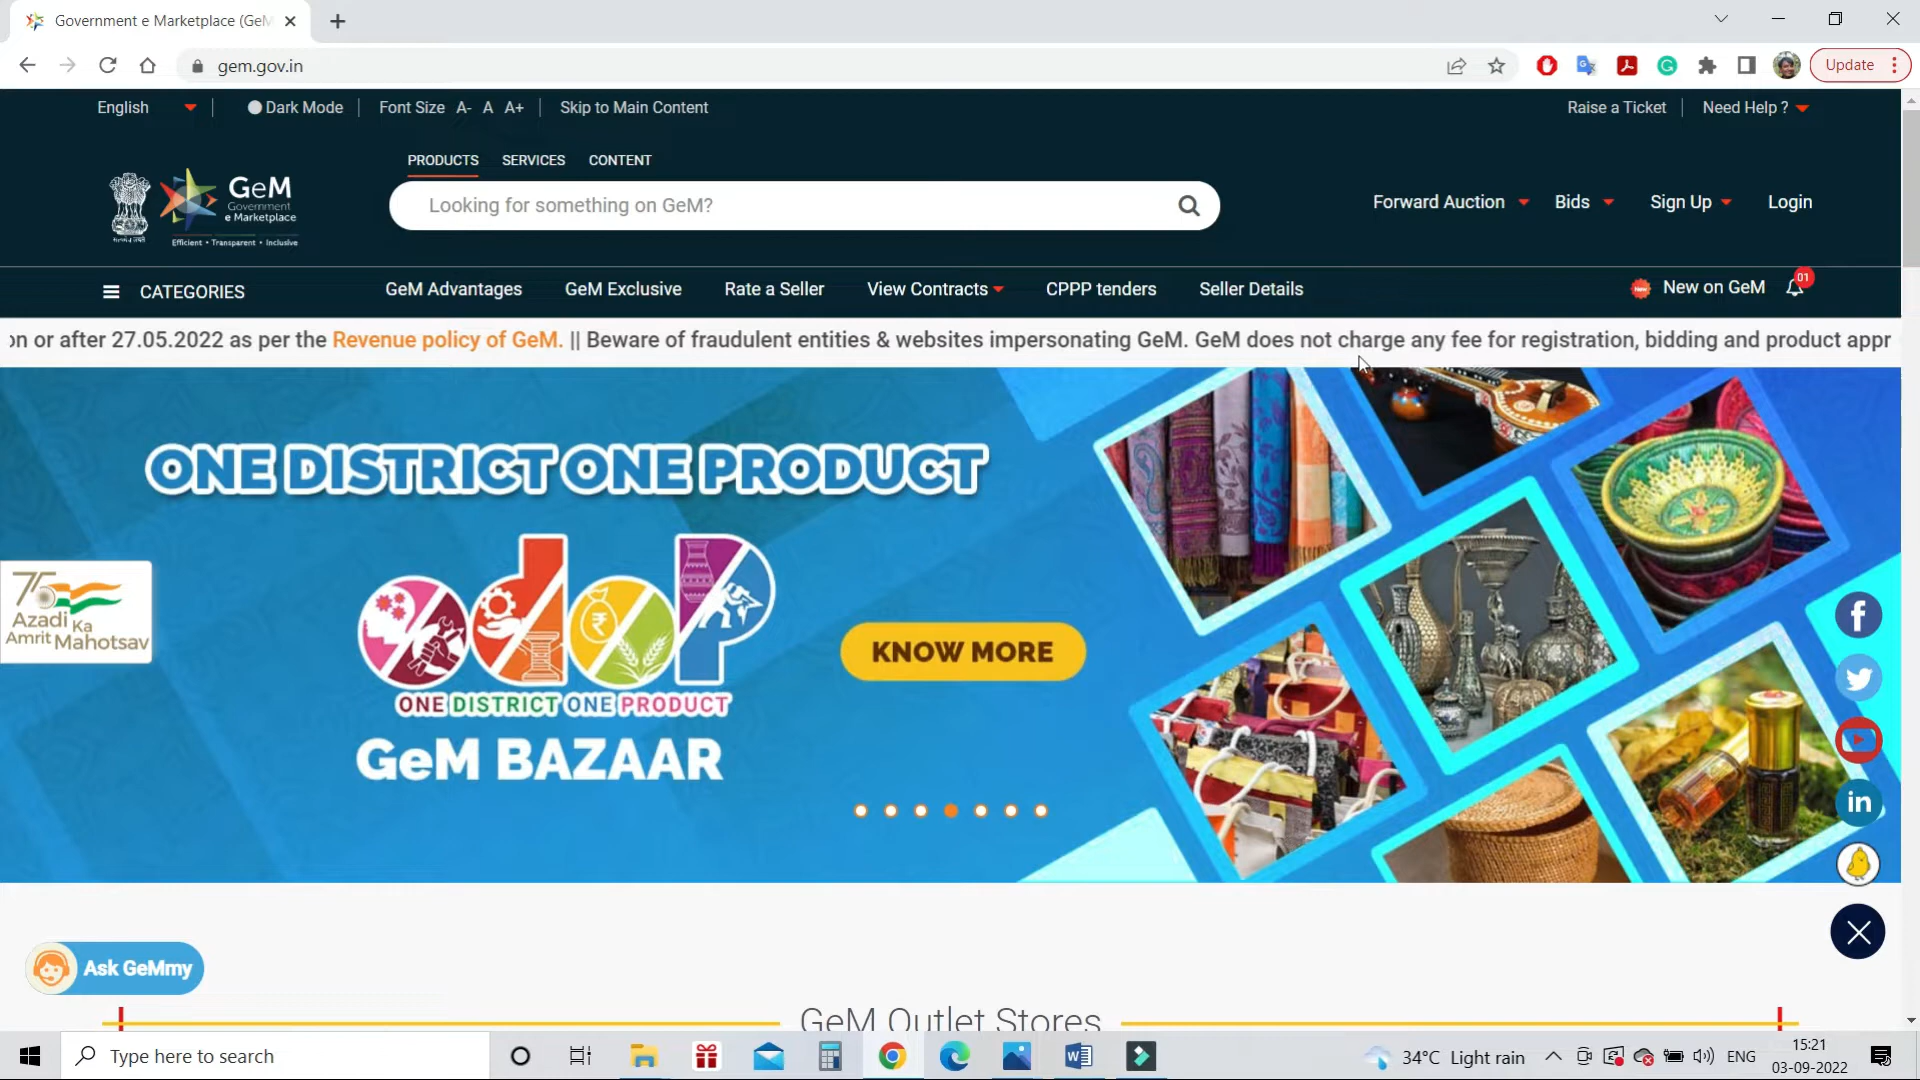 Government e Marketplace (GeM
gem.gov.in
Update
English
Dark Mode
Font Size A- A A+
Skip to Main Content
Raise a Ticket
Need Help ?
PRODUCTS SERVICES CONTENT
GeM
Government
e Marketplace
Efficient • Transparent • Inclusive
Looking for something on GeM?
Forward Auction Bids Sign Up Login
CATEGORIES
GeM Advantages GeM Exclusive Rate a Seller View Contracts CPPP tenders Seller Details
New on GeM
01
on or after 27.05.2022 as per the Revenue policy of GeM. || Beware of fraudulent entities & websites impersonating GeM. GeM does not charge any fee for registration, bidding and product appr
ONE DISTRICT ONE PRODUCT
odop
ONE DISTRICT ONE PRODUCT
GeM BAZAAR
KNOW MORE
75
Azadi Ka
Amrit Mahotsav
in
Ask GeMmy
GeM Outlet Stores
Type here to search
34°C Light rain
ENG
15:21
03-09-2022